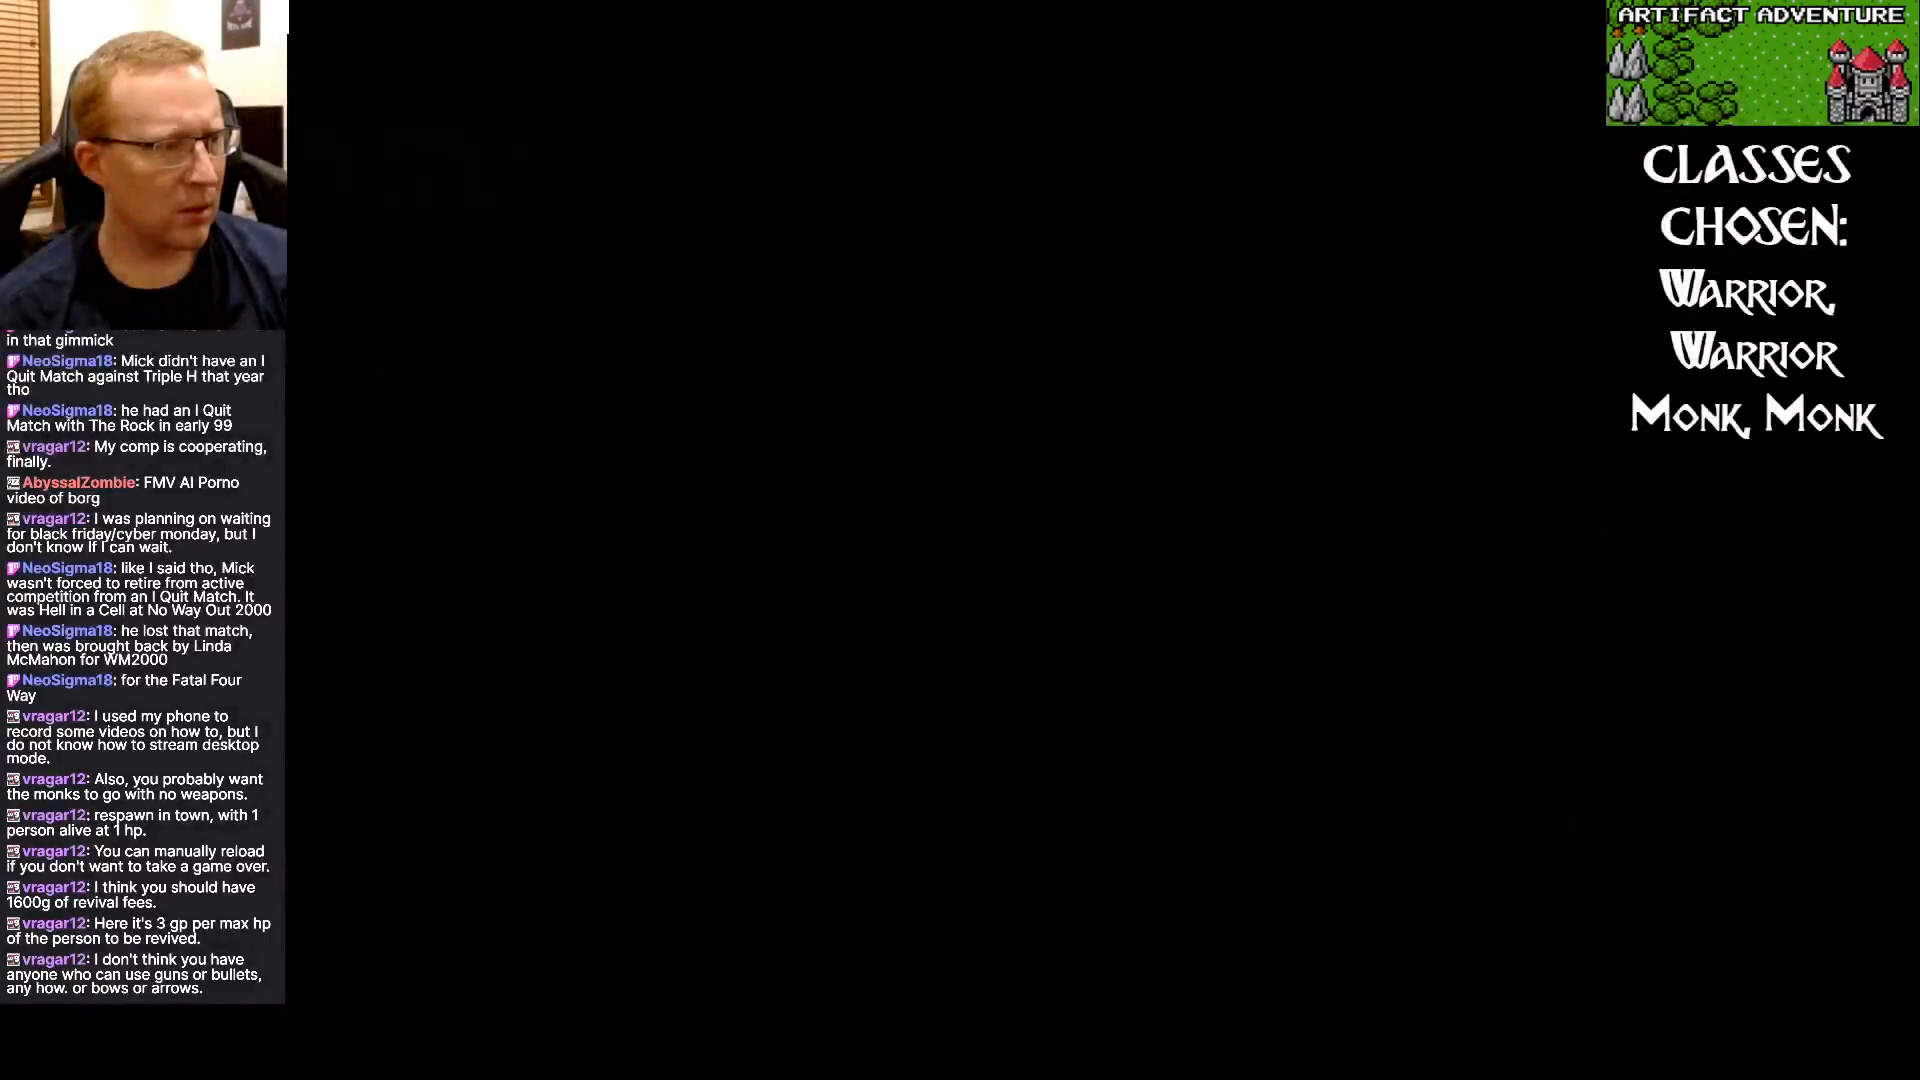 in that gimmick
NeoSigma18: Mick didn't have an I
Quit Match against Triple H that year
tho
NeoSigma18: he had an I Quit
Match with The Rock in early 99
vragar12: My comp is cooperating,
finally.
AbyssalZombie: FMV AI Porno
video of borg
vragar12: I was planning on waiting
for black friday/cyber monday, but I
don't know If I can wait.
NeoSigma18: like I said tho, Mick
wasn't forced to retire from active
competition from an I Quit Match. It
was Hell in a Cell at No Way Out 2000
NeoSigma18: he lost that match,
then was brought back by Linda
McMahon for WM2000
NeoSigma18: for the Fatal Four
Way
vragar12: I used my phone to
record some videos on how to, but I
do not know how to stream desktop
mode.
vragar12: Also, you probably want
the monks to go with no weapons.
vragar12: respawn in town, with 1
person alive at 1 hp.
vragar12: You can manually reload
if you don't want to take a game over.
vragar12: I think you should have
1600g of revival fees.
vragar12: Here it's 3 gp per max hp
of the person to be revived.
vragar12: I don't think you have
anyone who can use guns or bullets,
any how. or bows or arrows.
ARTIFACT ADVENTURE
CLASSES
CHOSEN:
WARRIOR,
WARRIOR
MONK, MONK